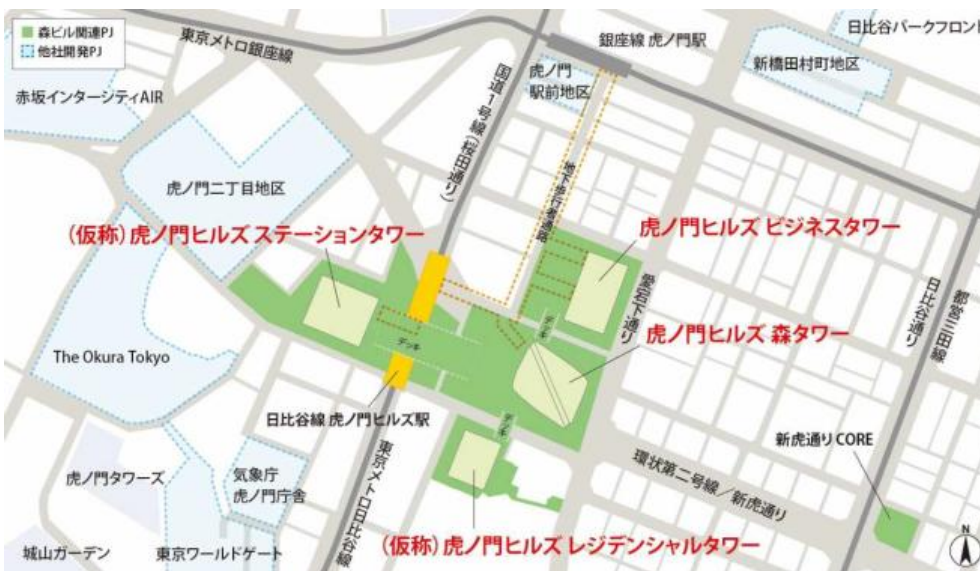 森ビル関連PJ
他社開発PJ
東京メトロ銀座線
国道1号線(桜田通り)
銀座線 虎ノ門駅
日比谷パークフロント
新橋田村町地区
虎ノ門
駅前地区
赤坂インターシティAIR
虎ノ門二丁目地区
地下歩行者通路
(仮称)虎ノ門ヒルズ ステーションタワー
虎ノ門ヒルズ ビジネスタワー
愛宕下通り
日比谷通り
都営三田線
デッキ
虎ノ門ヒルズ 森タワー
デッキ
The Okura Tokyo
日比谷線 虎ノ門ヒルズ駅
デッキ
新虎通りCORE
環状第二号線/新虎通り
虎ノ門タワーズ
気象庁
虎ノ門庁舎
東京メトロ日比谷線
城山ガーデン
東京ワールドゲート
(仮称)虎ノ門ヒルズ レジデンシャルタワー
N